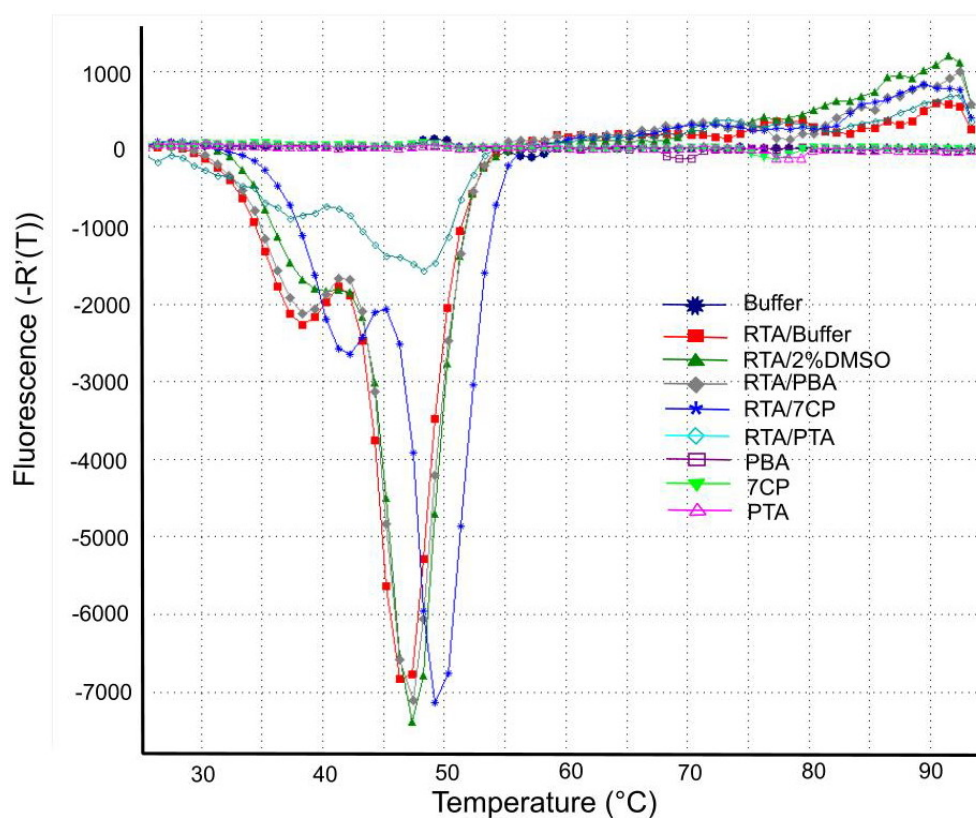 1000
0
-1000
-2000
-3000
-4000
-5000
-6000
-7000
Fluorescence (-R’(T))
Buffer
RTA/Buffer
RTA/2%DMSO
RTA/PBA
RTA/7CP
RTA/PTA
PBA
7CP
PTA
30 40 50 60 70 80 90
Temperature (°C)